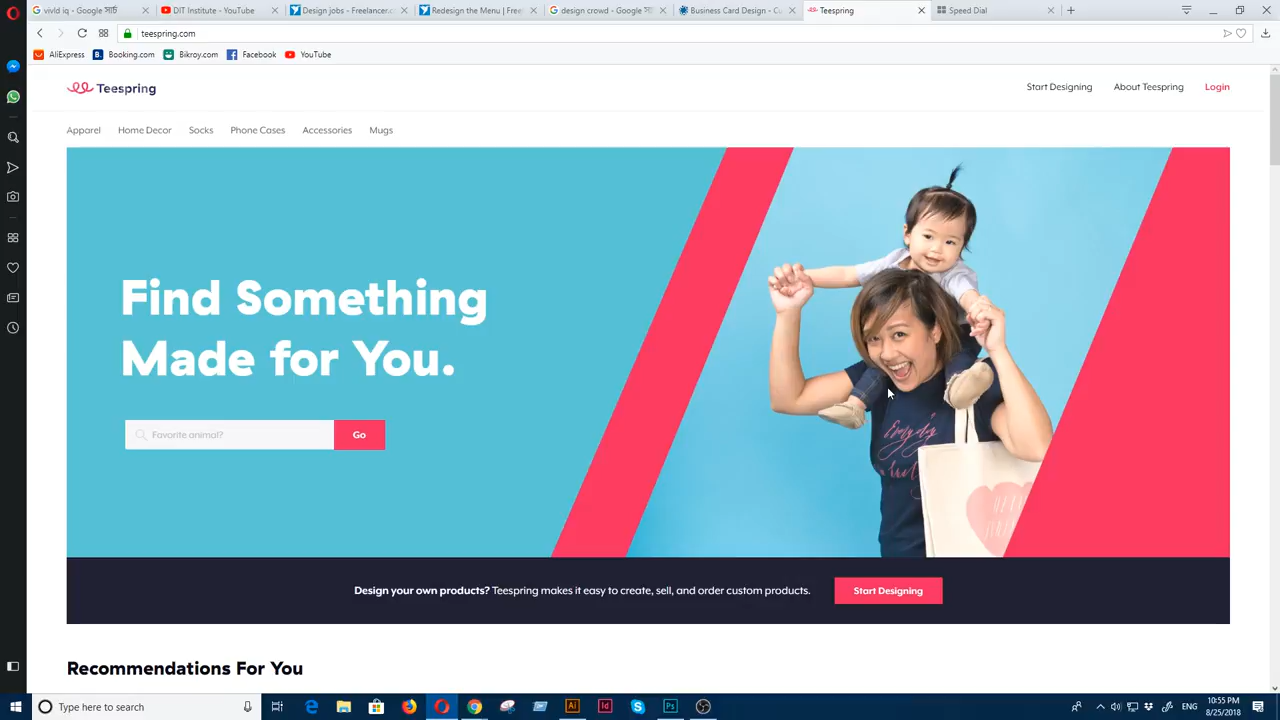 vivid iq - Google সার্চ
DIT Institute - YouTube
Design jobs - Freelancer.c
Redesign the Menu | Free
design crowd - Google সার্চ
Business Card Design - Cu
Teespring
Speed Dial
teespring.com
AliExpress
Booking.com
Bikroy.com
Facebook
YouTube
Teespring
Start Designing
About Teespring
Login
Apparel
Home Decor
Socks
Phone Cases
Accessories
Mugs
Find Something
Made for You.
Favorite animal?
Go
Design your own products? Teespring makes it easy to create, sell, and order custom products.
Start Designing
Recommendations For You
Type here to search
ENG
10:55 PM
8/25/2018